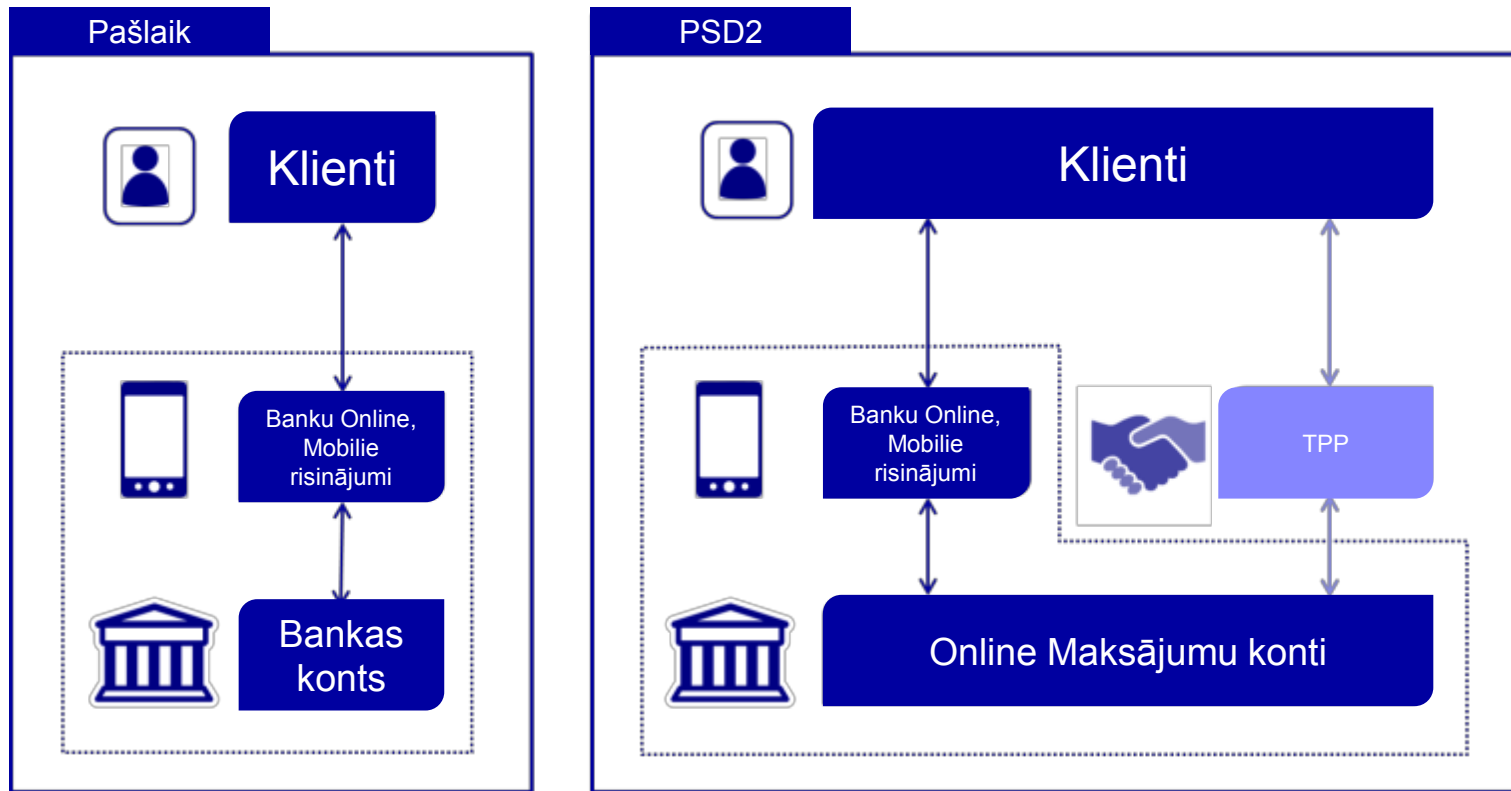 Pašlaik
Klienti
Banku Online,
Mobilie
risinājumi
Bankas
konts
PSD2
Klienti
Banku Online,
Mobilie
risinājumi
TPP
Online Maksājumu konti